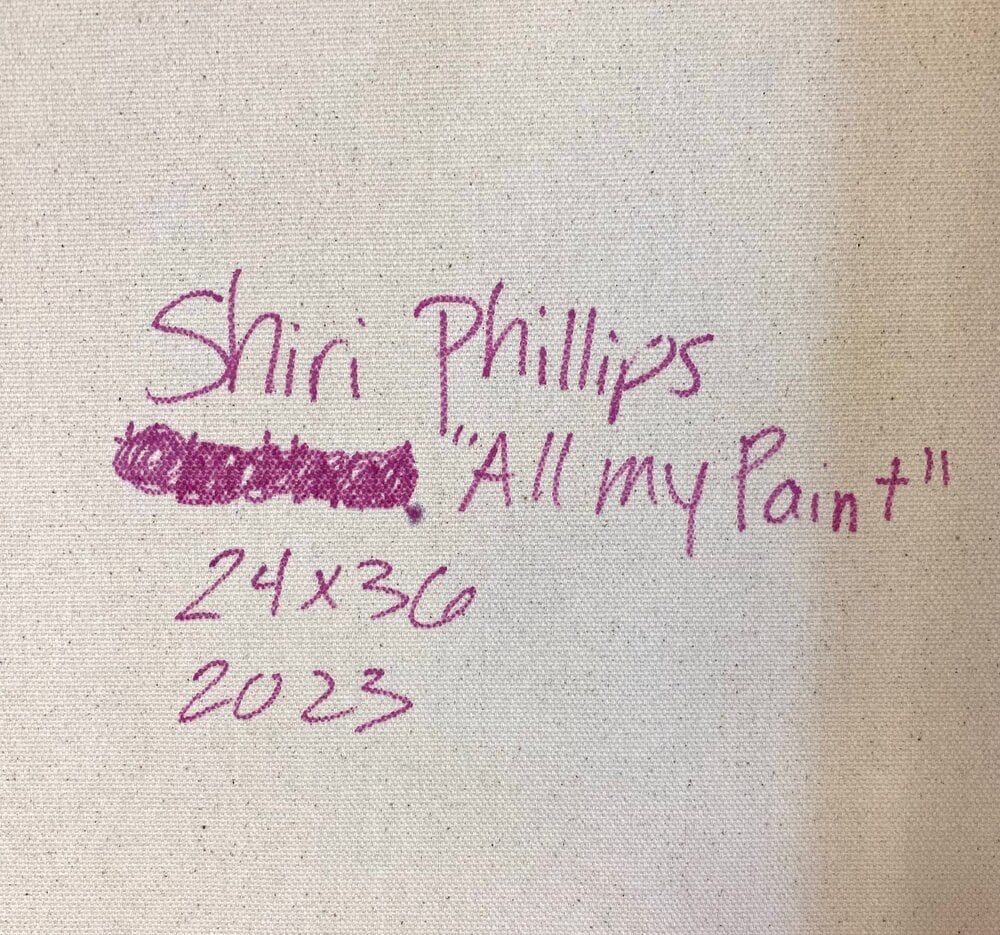 Shiri Phillips
"All my Paint"
24x36
2023